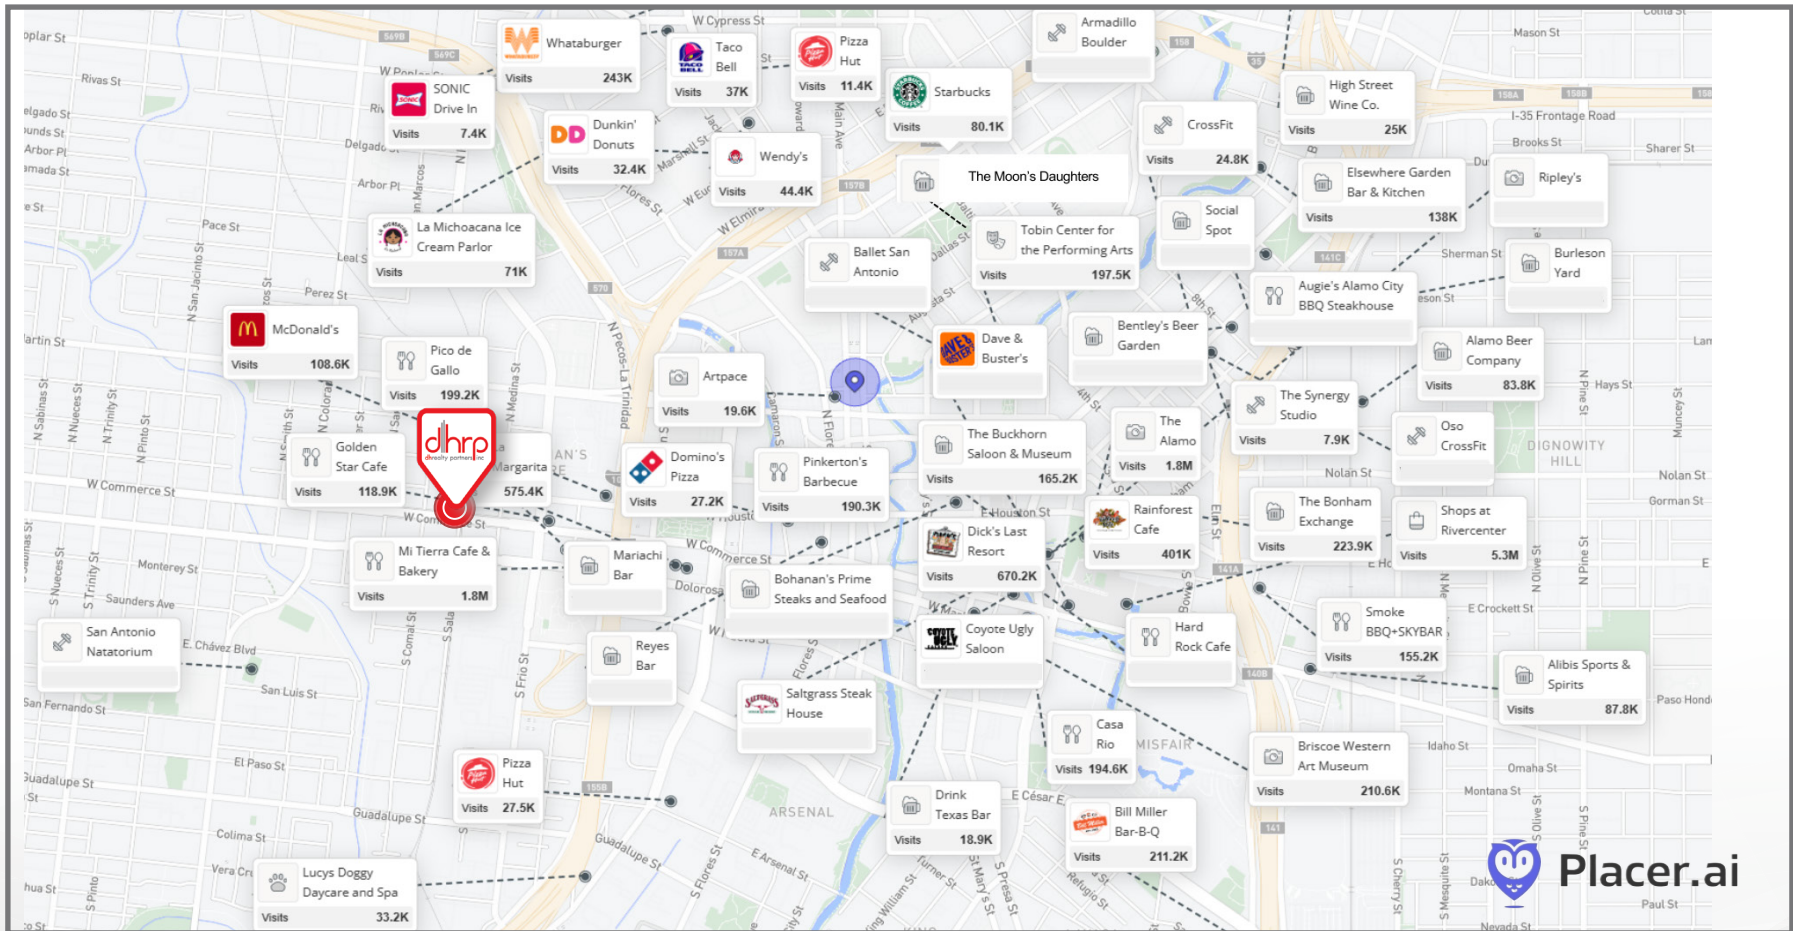 W Cypress St
Whataburger
Visits 243K
Taco
Bell
Visits 37K
Pizza
Hut
Visits 11.4K
Armadillo
Boulder
Mason St
Rivas St
SONIC
Drive In
Visits 7.4K
Starbucks
Visits 80.1K
High Street
Wine Co.
Visits 25K
I-35 Frontage Road
Dunkin'
Donuts
Visits 32.4K
Wendy's
Visits 44.4K
CrossFit
Visits 24.8K
Brooks St
Sharer St
Arbor Pl
The Moon's Daughters
Elsewhere Garden
Bar & Kitchen
Visits 138K
Ripley's
Pace St
La Michoacana Ice
Cream Parlor
Visits 71K
Social
Spot
Tobin Center for
the Performing Arts
Visits 197.5K
Ballet San
Antonio
Sherman St
Burleson
Yard
Augie's Alamo City
BBQ Steakhouse
Perez St
McDonald's
Visits 108.6K
Pico de
Gallo
Visits 199.2K
Dave &
Buster's
Bentley's Beer
Garden
Alamo Beer
Company
Visits 83.8K
Artpace
Visits 19.6K
The Synergy
Studio
Visits 7.9K
Hays St
dhrp
Golden
Star Cafe
Visits 118.9K
Margarita
575.4K
Domino's
Pizza
Visits 27.2K
Pinkerton's
Barbecue
Visits 190.3K
The Buckhorn
Saloon & Museum
Visits 165.2K
The
Alamo
Visits 1.8M
Oso
CrossFit
DIGNOWITY
HILL
Nolan St
Nolan St
W Commerce St
Gorman St
E Houston St
Dick's Last
Resort
Visits 670.2K
Rainforest
Cafe
Visits 401K
The Bonham
Exchange
Visits 223.9K
Shops at
Rivercenter
Visits 5.3M
Mi Tierra Cafe &
Bakery
Visits 1.8M
Mariachi
Bar
W Commerce St
Bohanan's Prime
Steaks and Seafood
Monterey St
Saunders Ave
San Antonio
Natatorium
E. Chávez Blvd
San Luis St
San Fernando St
Reyes
Bar
Coyote Ugly
Saloon
Hard
Rock Cafe
E Crockett St
Smoke
BBQ+SKYBAR
Visits 155.2K
Alibis Sports &
Spirits
Visits 87.8K
Saltgrass Steak
House
Casa
Rio
Visits 194.6K
Briscoe Western
Art Museum
Visits 210.6K
Idaho St
Omaha St
Montana St
El Paso St
Pizza
Hut
Visits 27.5K
Guadalupe St
Guadalupe St
Guadalupe St
ARSENAL
Drink
Texas Bar
Visits 18.9K
Bill Miller
Bar-B-Q
Visits 211.2K
Colima St
Lucys Doggy
Daycare and Spa
Visits 33.2K
Placer.ai
Paul St